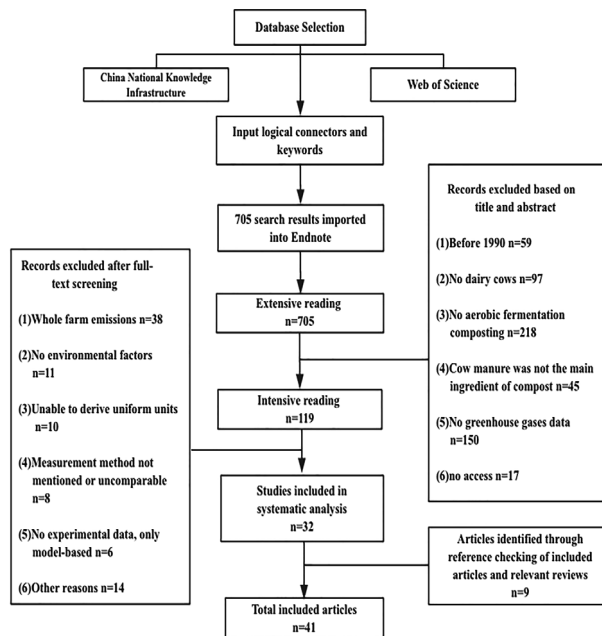 Database Selection
China National Knowledge
Infrastructure
Web of Science
Input logical connectors and
keywords
705 search results imported
into Endnote
Extensive reading
n=705
Records excluded based on
title and abstract
(1)Before 1990 n=59
(2)No dairy cows n=97
(3)No aerobic fermentation
composting n=218
(4)Cow manure was not the main
ingredient of compost n=45
(5)No greenhouse gases data
n=150
(6)no access n=17
Intensive reading
n=119
Records excluded after full-
text screening
(1)Whole farm emissions n=38
(2)No environmental factors
n=11
(3)Unable to derive uniform units
n=10
(4)Measurement method not
mentioned or uncomparable
n=8
(5)No experimental data, only
model-based n=6
(6)Other reasons n=14
Studies included in
systematic analysis
n=32
Articles identified through
reference checking of included
articles and relevant reviews
n=9
Total included articles
n=41